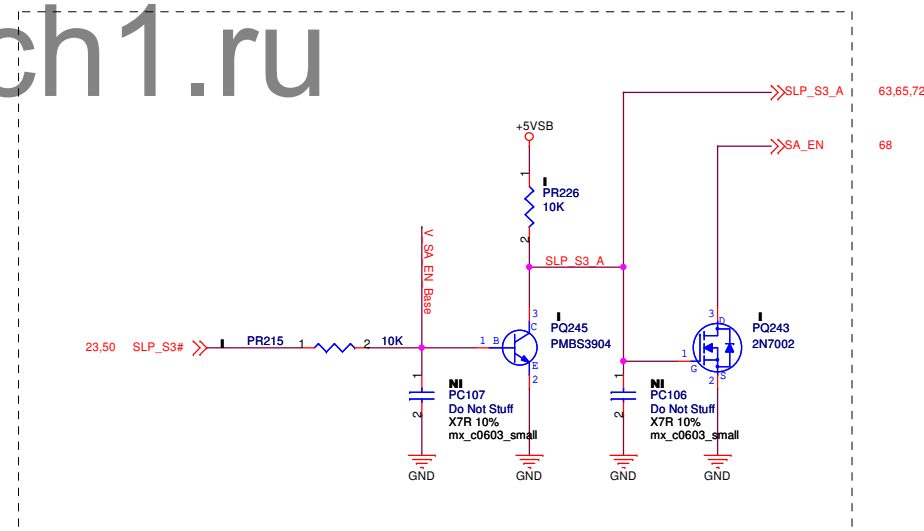 ch1.ru
SLP_S3_A 63,65,72
+5VSB
SA_EN 68
1
I
PR226
10K
2
V_SA_EN_Base
SLP_S3_A
3
C
I
PQ245
PMBS3904
3
D
I
PQ243
2N7002
23,50 SLP_S3# I PR215 1 2 10K
1 B
E
2
1
G
2
S
1
NI
PC107
Do Not Stuff
X7R 10%
mx_c0603_small
2
1
NI
PC106
Do Not Stuff
X7R 10%
mx_c0603_small
2
GND
GND
GND
GND